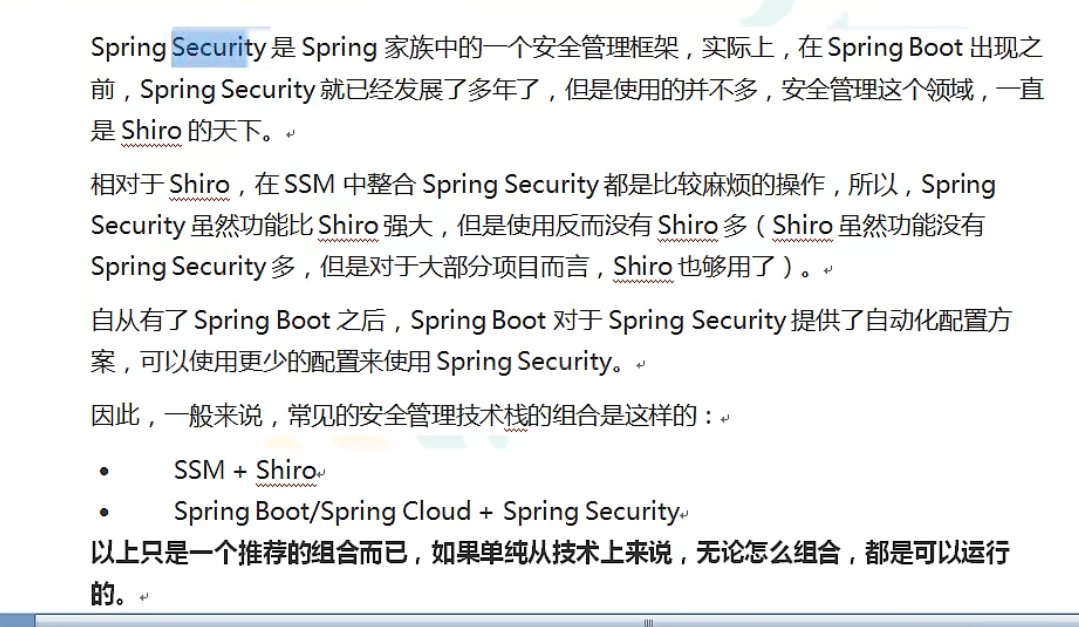 Spring Security 是 Spring 家族中的一个安全管理框架，实际上，在 Spring Boot 出现之
前，Spring Security 就已经发展了多年了，但是使用的并不多，安全管理这个领域，一直
是 Shiro 的天下。
相对于 Shiro，在 SSM 中整合 Spring Security 都是比较麻烦的操作，所以，Spring
Security 虽然功能比 Shiro 强大，但是使用反而没有 Shiro 多（Shiro 虽然功能没有
Spring Security 多，但是对于大部分项目而言，Shiro 也够用了）。
自从有了 Spring Boot 之后，Spring Boot 对于 Spring Security 提供了自动化配置方
案，可以使用更少的配置来使用 Spring Security。
因此，一般来说，常见的安全管理技术栈的组合是这样的：
• SSM + Shiro
• Spring Boot/Spring Cloud + Spring Security
以上只是一个推荐的组合而已，如果单纯从技术上来说，无论怎么组合，都是可以运行
的。